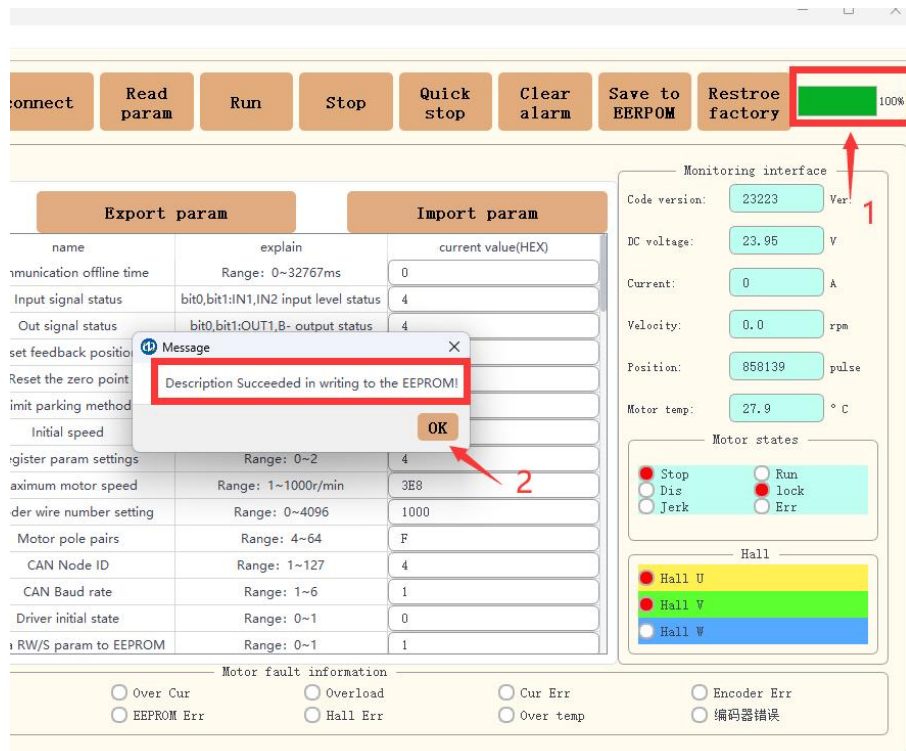 connect
Read param
Run
Stop
Quick stop
Clear alarm
Save to EERPOM
Restroe factory
100%
Monitoring interface
1
Export param
Import param
Code version: 23223 Ver.
name explain current value(HEX)
DC voltage: 23.95 V
mmunication offline time Range: 0~32767ms 0
Current: 0 A
Input signal status bit0,bit1:IN1,IN2 input level status 4
Out signal status bit0,bit1:OUT1,B- output status 4
Velocity: 0.0 rpm
set feedback positio
Message
Description Succeeded in writing to the EEPROM!
OK
2
Position: 858139 pulse
Reset the zero point
imit parking method
Motor temp: 27.9 °C
Initial speed
egister param settings Range: 0~2 4
aximum motor speed Range: 1~1000r/min 3E8
der wire number setting Range: 0~4096 1000
Motor pole pairs Range: 4~64 F
CAN Node ID Range: 1~127 4
CAN Baud rate Range: 1~6 1
Driver initial state Range: 0~1 0
RW/S param to EEPROM Range: 0~1 1
Motor states
Stop Run
Dis lock
Jerk Err
Hall
Hall U
Hall V
Hall W
Motor fault information
Over Cur Overload Cur Err Encoder Err
EEPROM Err Hall Err Over temp 编码器错误